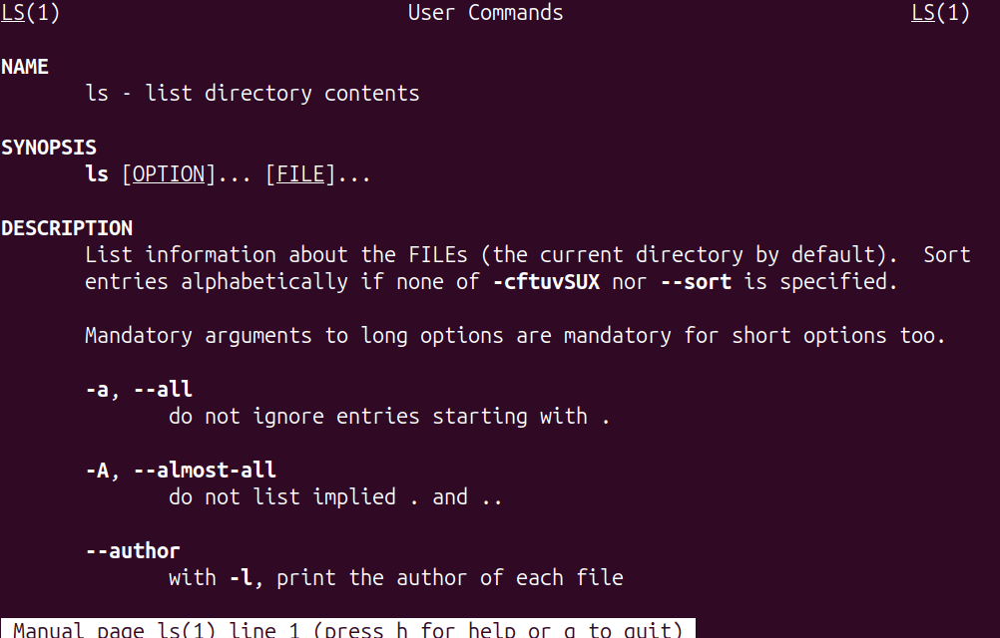 LS(1) User Commands LS(1)
NAME
ls - list directory contents
SYNOPSIS
ls [OPTION]... [FILE]...
DESCRIPTION
List information about the FILEs (the current directory by default).  Sort
entries alphabetically if none of -cftuvSUX nor --sort is specified.
Mandatory arguments to long options are mandatory for short options too.
-a, --all
do not ignore entries starting with .
-A, --almost-all
do not list implied . and ..
--author
with -l, print the author of each file
Manual page ls(1) line 1 (press h for help or q to quit)